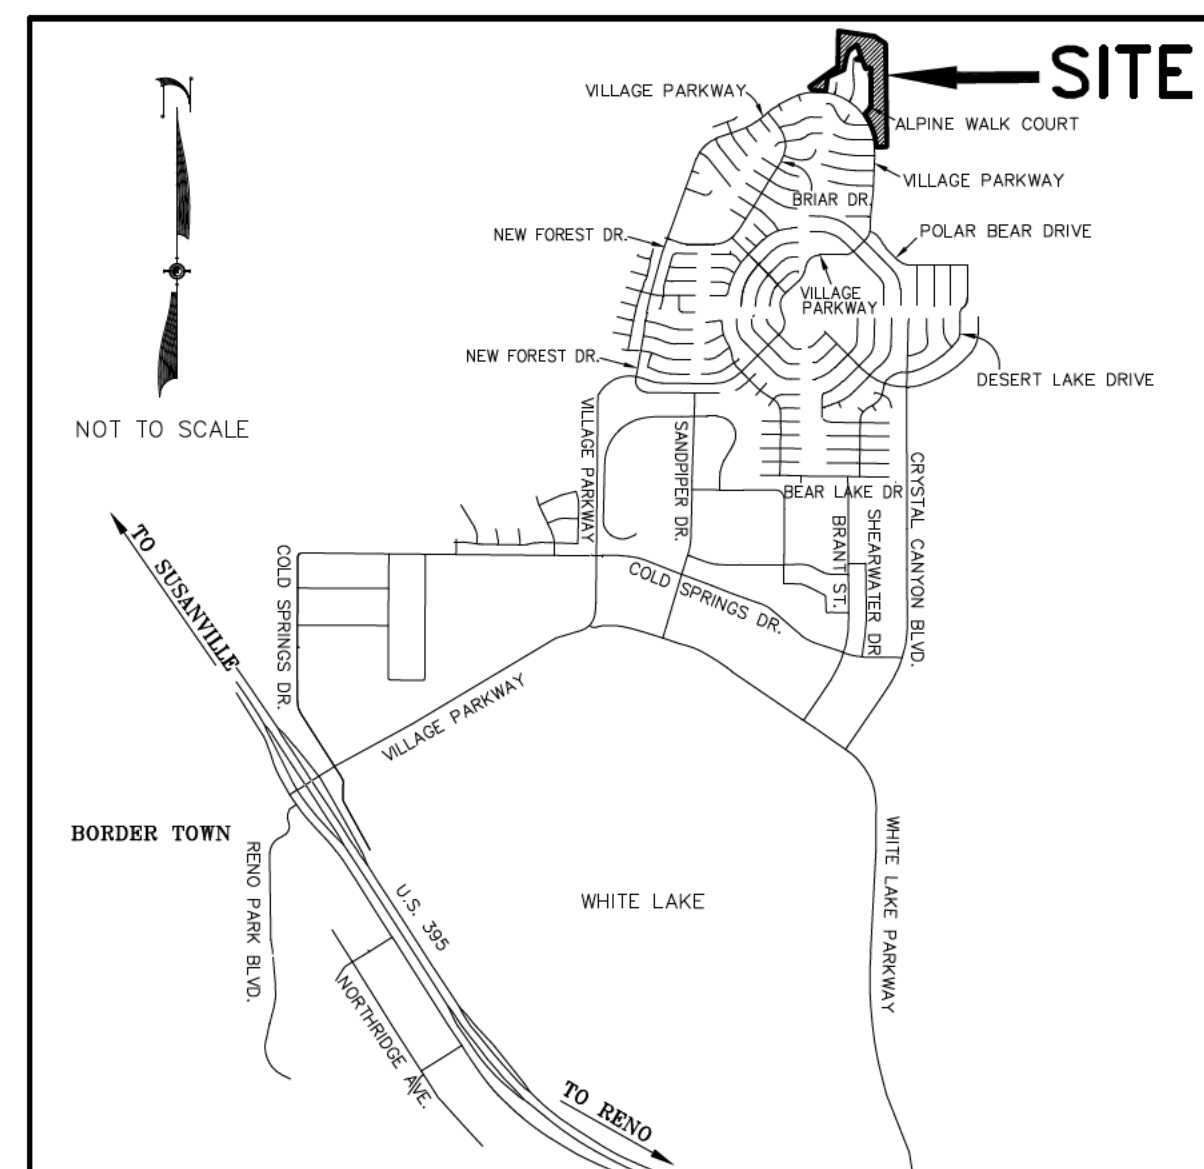 SITE
VILLAGE PARKWAY
ALPINE WALK COURT
VILLAGE PARKWAY
BRIAR DR.
NEW FOREST DR.
POLAR BEAR DRIVE
VILLAGE
PARKWAY
NEW FOREST DR.
DESERT LAKE DRIVE
NOT TO SCALE
VILLAGE PARKWAY
SANDPIPER DR.
BEAR LAKE DR
CRYSTAL CANYON BLVD.
BRANT ST.
SHEARWATER DR
TO SUSANVILLE
COLD SPRINGS DR.
COLD SPRINGS DR.
VILLAGE PARKWAY
BORDER TOWN
RENO PARK BLVD.
U.S. 395
WHITE LAKE
WHITE LAKE PARKWAY
NORTHRIDGE AVE.
TO RENO